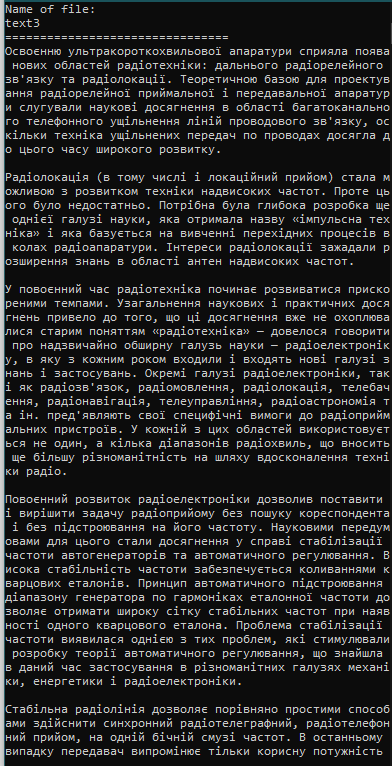 Name of file:
text3
================================
Освоєнню ультракороткохвильової апаратури сприяла поява
 нових областей радіотехніки: дального радіорелейного
зв'язку та радіолокації. Теоретичною базою для проектув
ання радіорелейної приймальної і передавальної апаратур
и слугували наукові досягнення в області багатоканально
го телефонного ущільнення ліній проводового зв'язку, ос
кільки техніка ущільнених передач по проводах досягла д
о цього часу широкого розвитку.

Радіолокація (в тому числі і локаційний прийом) стала м
ожливою з розвитком техніки надвисоких частот. Проте ць
ого було недостатньо. Потрібна була глибока розробка ще
 однієї галузі науки, яка отримала назву «імпульсна тех
ніка» і яка базується на вивченні перехідних процесів в
 колах радіоапаратури. Інтереси радіолокації зажадали р
озширення знань в області антен надвисоких частот.

У повоєнний час радіотехніка починає розвиватися приско
реними темпами. Узагальнення наукових і практичних дося
гнень привело до того, що ці досягнення вже не охоплюва
лися старим поняттям «радіотехніка» — довелося говорити
 про надзвичайно обширну галузь науки — радіоелектронік
у, в яку з кожним роком входили і входять нові галузі з
нань і застосувань. Окремі галузі радіоелектроніки, так
і як радіозв'язок, радіомовлення, радіолокація, телебач
ення, радіонавігація, телеуправління, радіоастрономія т
а ін. пред'являють свої специфічні вимоги до радіоприйм
альних пристроїв. У кожній з цих областей використовуєт
ься не один, а кілька діапазонів радіохвиль, що вносить
 ще більшу різноманітність на шляху вдосконалення техні
ки радіо.

Повоєнний розвиток радіоелектроніки дозволив поставити
і вирішити задачу радіоприйому без пошуку кореспондента
 і без підстроювання на його частоту. Науковими передум
овами для цього стали досягнення у справі стабілізації
частоти автогенераторів та автоматичного регулювання. В
исока стабільність частоти забезпечується коливаннями к
варцових еталонів. Принцип автоматичного підстроювання
діапазону генератора по гармоніках еталонної частоти до
зволяє отримати широку сітку стабільних частот при наяв
ності одного кварцового еталона. Проблема стабілізації
частоти виявилася однією з тих проблем, які стимулювали
 розробку теорії автоматичного регулювання, що знайшла
в даний час застосування в різноманітних галузях механі
ки, енергетики і радіоелектроніки.

Стабільна радіолінія дозволяє порівняно простими способ
ами здійснити синхронний радіотелеграфний, радіотелефон
ний прийом, на одній бічній смузі частот. В останньому
випадку передавач випромінює тільки корисну потужність